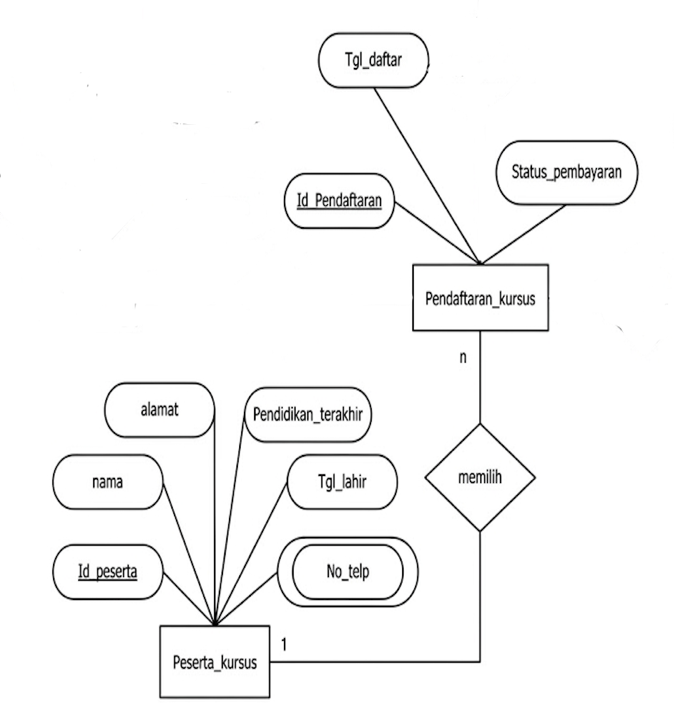 Tgl_daftar
Status_pembayaran
Id_Pendaftaran
Pendaftaran_kursus
n
alamat
Pendidikan_terakhir
memilih
nama
Tgl_lahir
Id_peserta
No_telp
1
Peserta_kursus